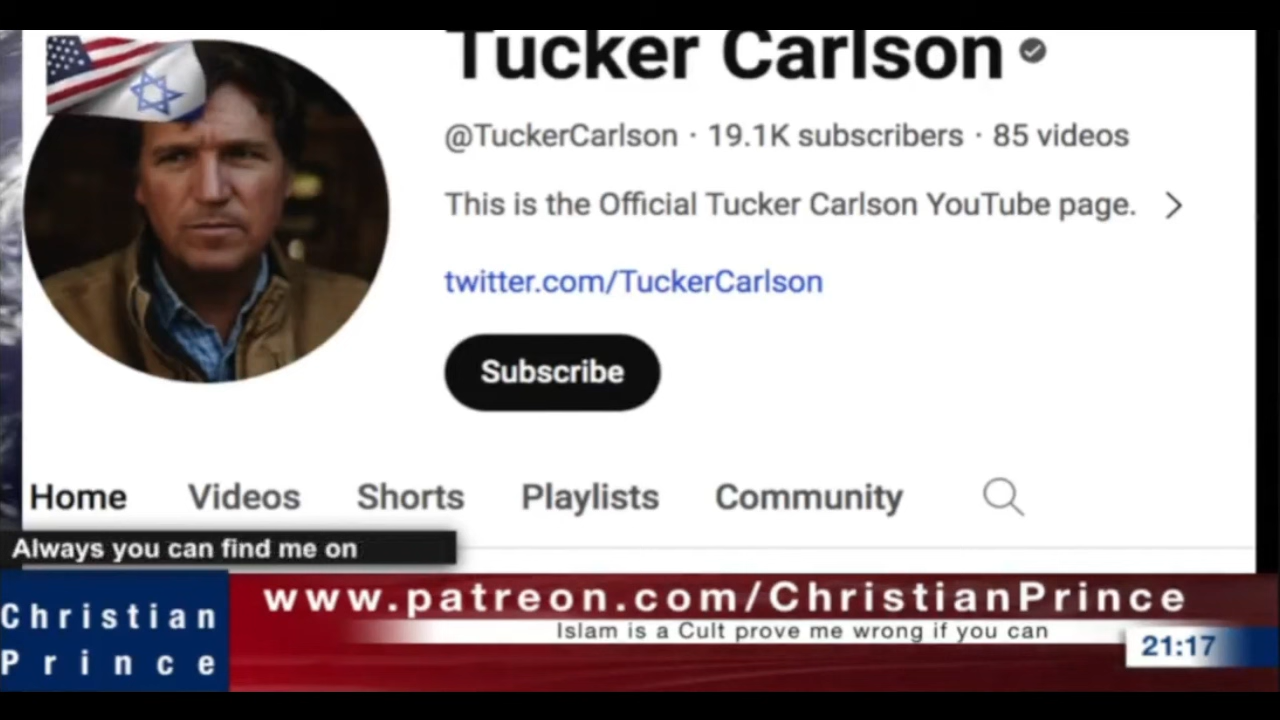 Tucker Carlson
@TuckerCarlson · 19.1K subscribers · 85 videos
This is the Official Tucker Carlson YouTube page.
twitter.com/TuckerCarlson
Subscribe
Home Videos Shorts Playlists Community
Always you can find me on
Christian
Prince
www.patreon.com/ChristianPrince
Islam is a Cult prove me wrong if you can
21:17